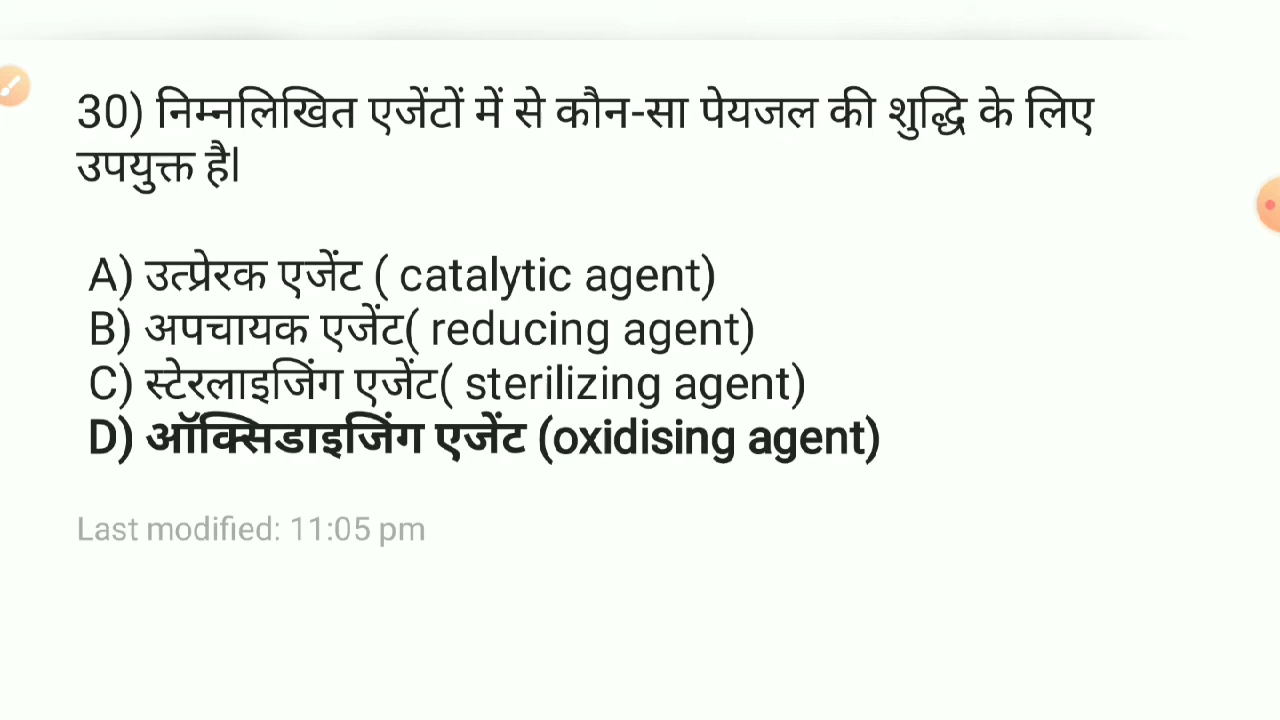 30) निम्नलिखित एजेंटों में से कौन-सा पेयजल की शुद्धि के लिए
उपयुक्त है।
A) उत्प्रेरक एजेंट ( catalytic agent)
B) अपचायक एजेंट( reducing agent)
C) स्टेरलाइजिंग एजेंट( sterilizing agent)
D) ऑक्सिडाइजिंग एजेंट (oxidising agent)
Last modified: 11:05 pm